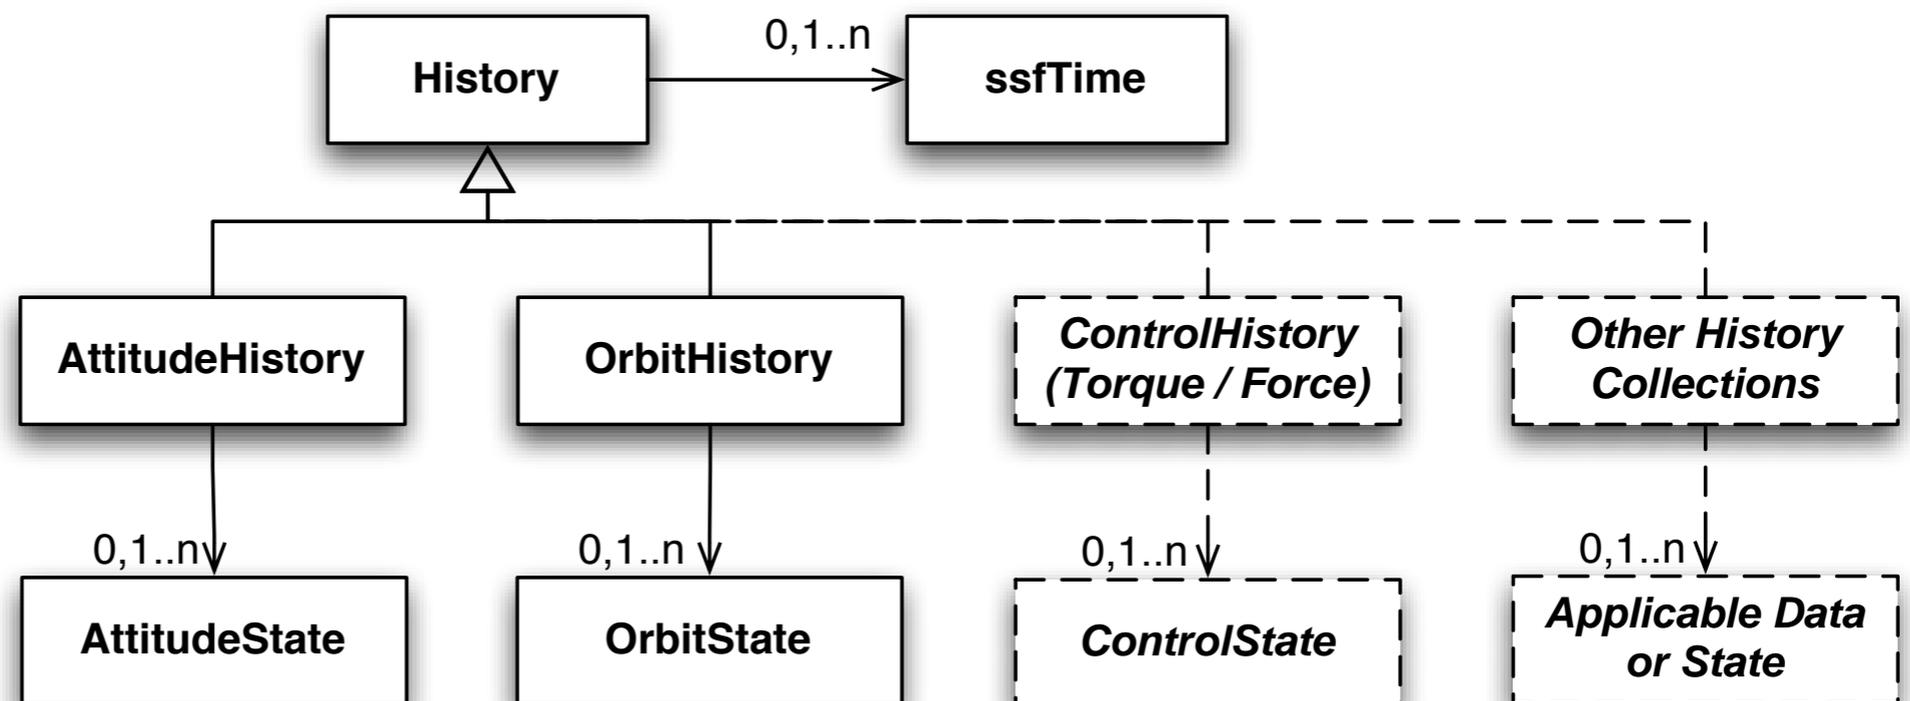 0,1..n
History
ssfTime
AttitudeHistory
OrbitHistory
ControlHistory
(Torque / Force)
Other History
Collections
0,1..n
0,1..n
0,1..n
0,1..n
AttitudeState
OrbitState
ControlState
Applicable Data
or State